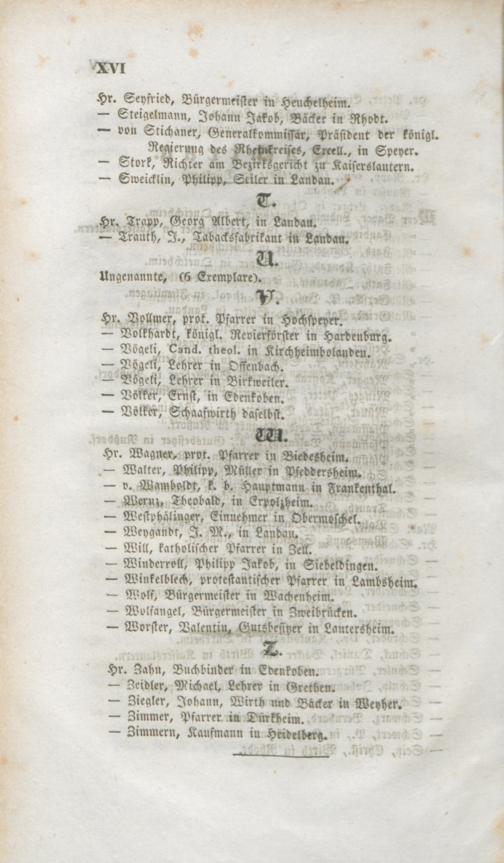 XVI
Hr. Seyfried, Bürgermeister in Heuchelheim.
— Steigelmann, Johann Jakob, Bäcker in Rhodt.
— von Stichaner, Generalkommissär, Präsident der königl.
Regierung des Rheinkreises, Excell., in Speyer.
— Stork, Richter am Bezirksgericht zu Kaiserslautern.
— Sweicklin, Philipp, Seiler in Landau.
T.
Hr. Trapp, Georg Albert, in Landau.
— Trauth, J., Tabacksfabrikant in Landau.
U.
Ungenannte, (6 Exemplare).
V.
Hr. Vollmer, prot. Pfarrer in Hochspeyer.
— Volkhardt, königl. Revierförster in Hardenburg.
— Vögeli, Cand. theol. in Kirchheimbolanden.
— Vögeli, Lehrer in Offenbach.
— Vögeli, Lehrer in Birkweiler.
— Völker, Ernst, in Edenkoben.
— Völker, Schaafwirth daselbst.
W.
Hr. Wagner, prot. Pfarrer in Biedesheim.
— Walter, Philipp, Müller in Pfeddersheim.
— v. Wamboldt, k. b. Hauptmann in Frankenthal.
— Wernz, Theobald, in Erpolzheim.
— Westphälinger, Einnehmer in Obermoschel.
— Weygandt, J. M., in Landau.
— Will, katholischer Pfarrer in Zell.
— Winderroll, Philipp Jakob, in Siebeldingen.
— Winkelblech, protestantischer Pfarrer in Lambsheim.
— Wolf, Bürgermeister in Wachenheim.
— Wolfangel, Bürgermeister in Zweibrücken.
— Worster, Valentin, Gutsbesitzer in Lautersheim.
Z.
Hr. Zahn, Buchbinder in Edenkoben.
— Zeidler, Michael, Lehrer in Grethen.
— Ziegler, Johann, Wirth und Bäcker in Weyher.
— Zimmer, Pfarrer in Dürkheim.
— Zimmern, Kaufmann in Heidelberg.